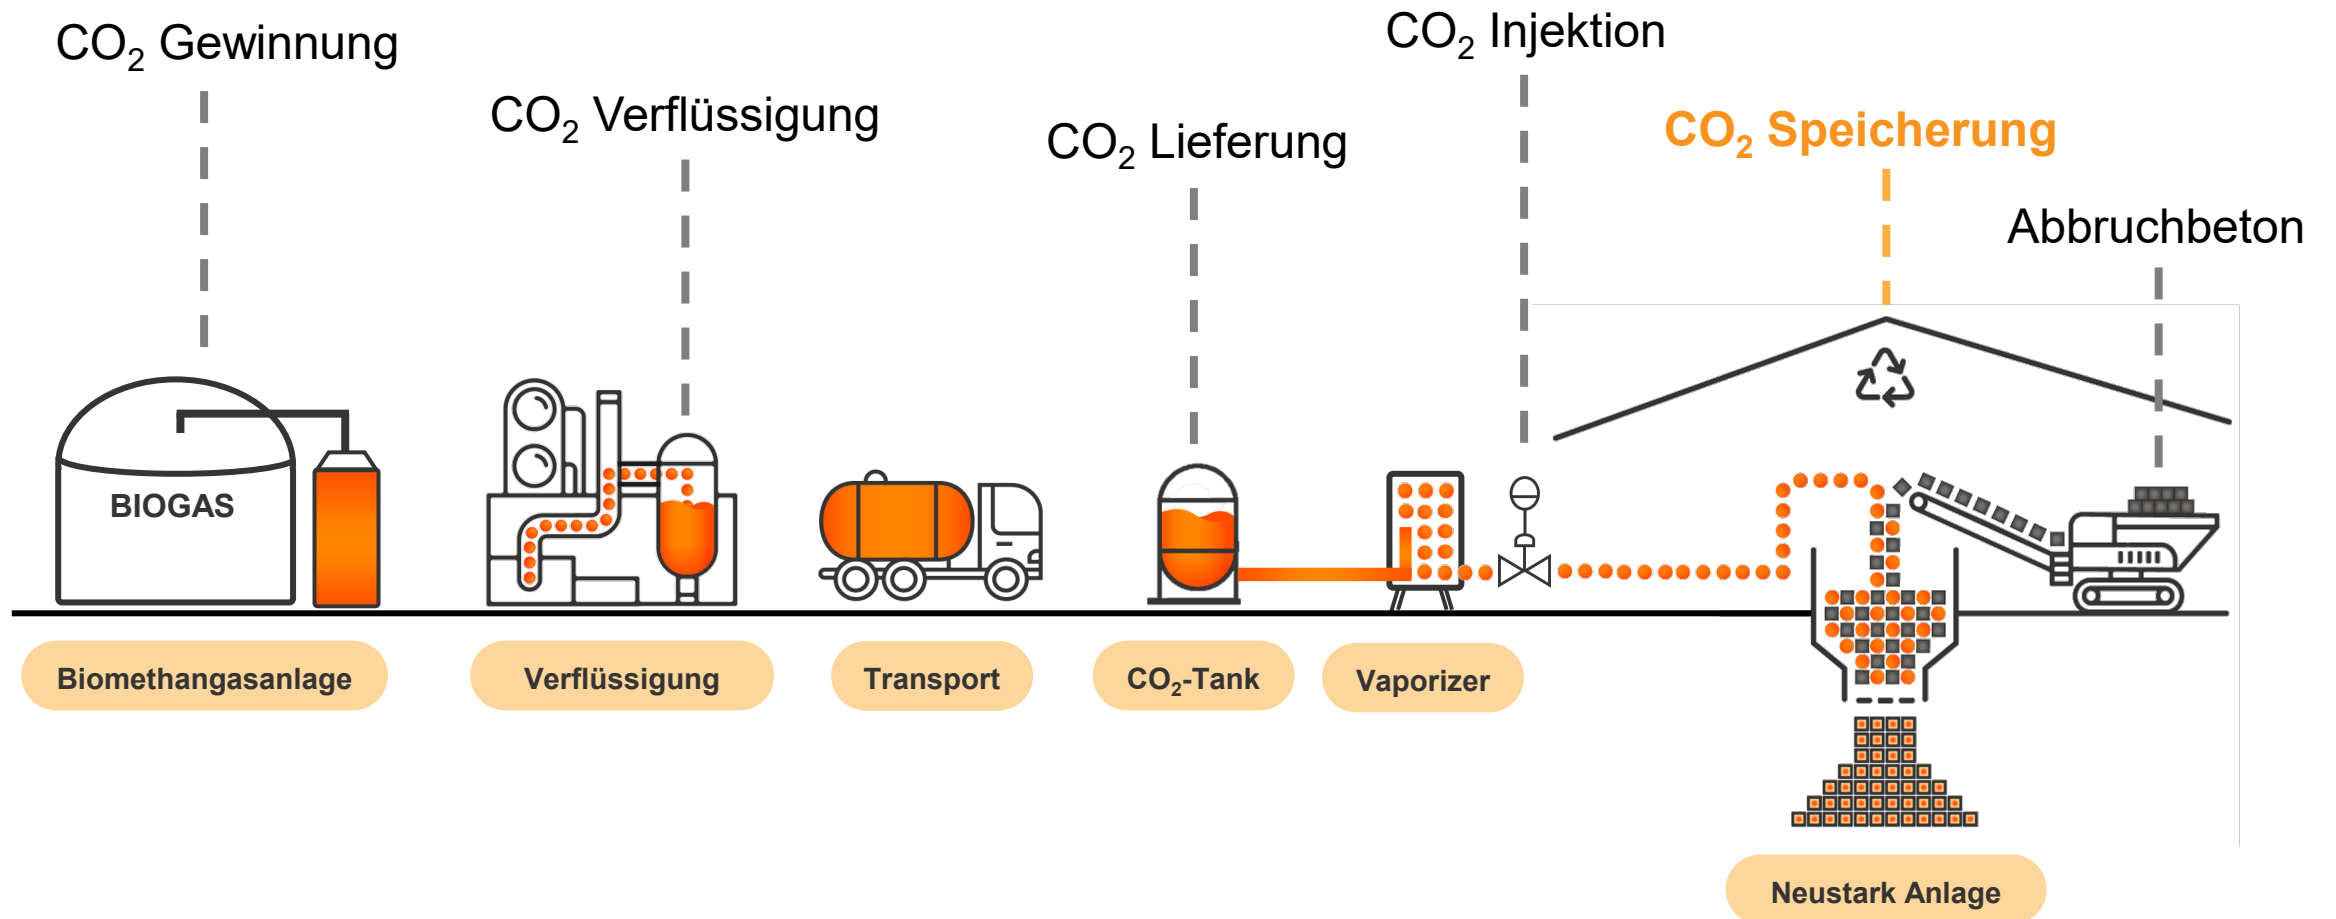 CO₂ Gewinnung
CO₂ Verflüssigung
CO₂ Lieferung
CO₂ Injektion
CO₂ Speicherung
Abbruchbeton
BIOGAS
Biomethangasanlage
Verflüssigung
Transport
CO₂-Tank
Vaporizer
Neustark Anlage